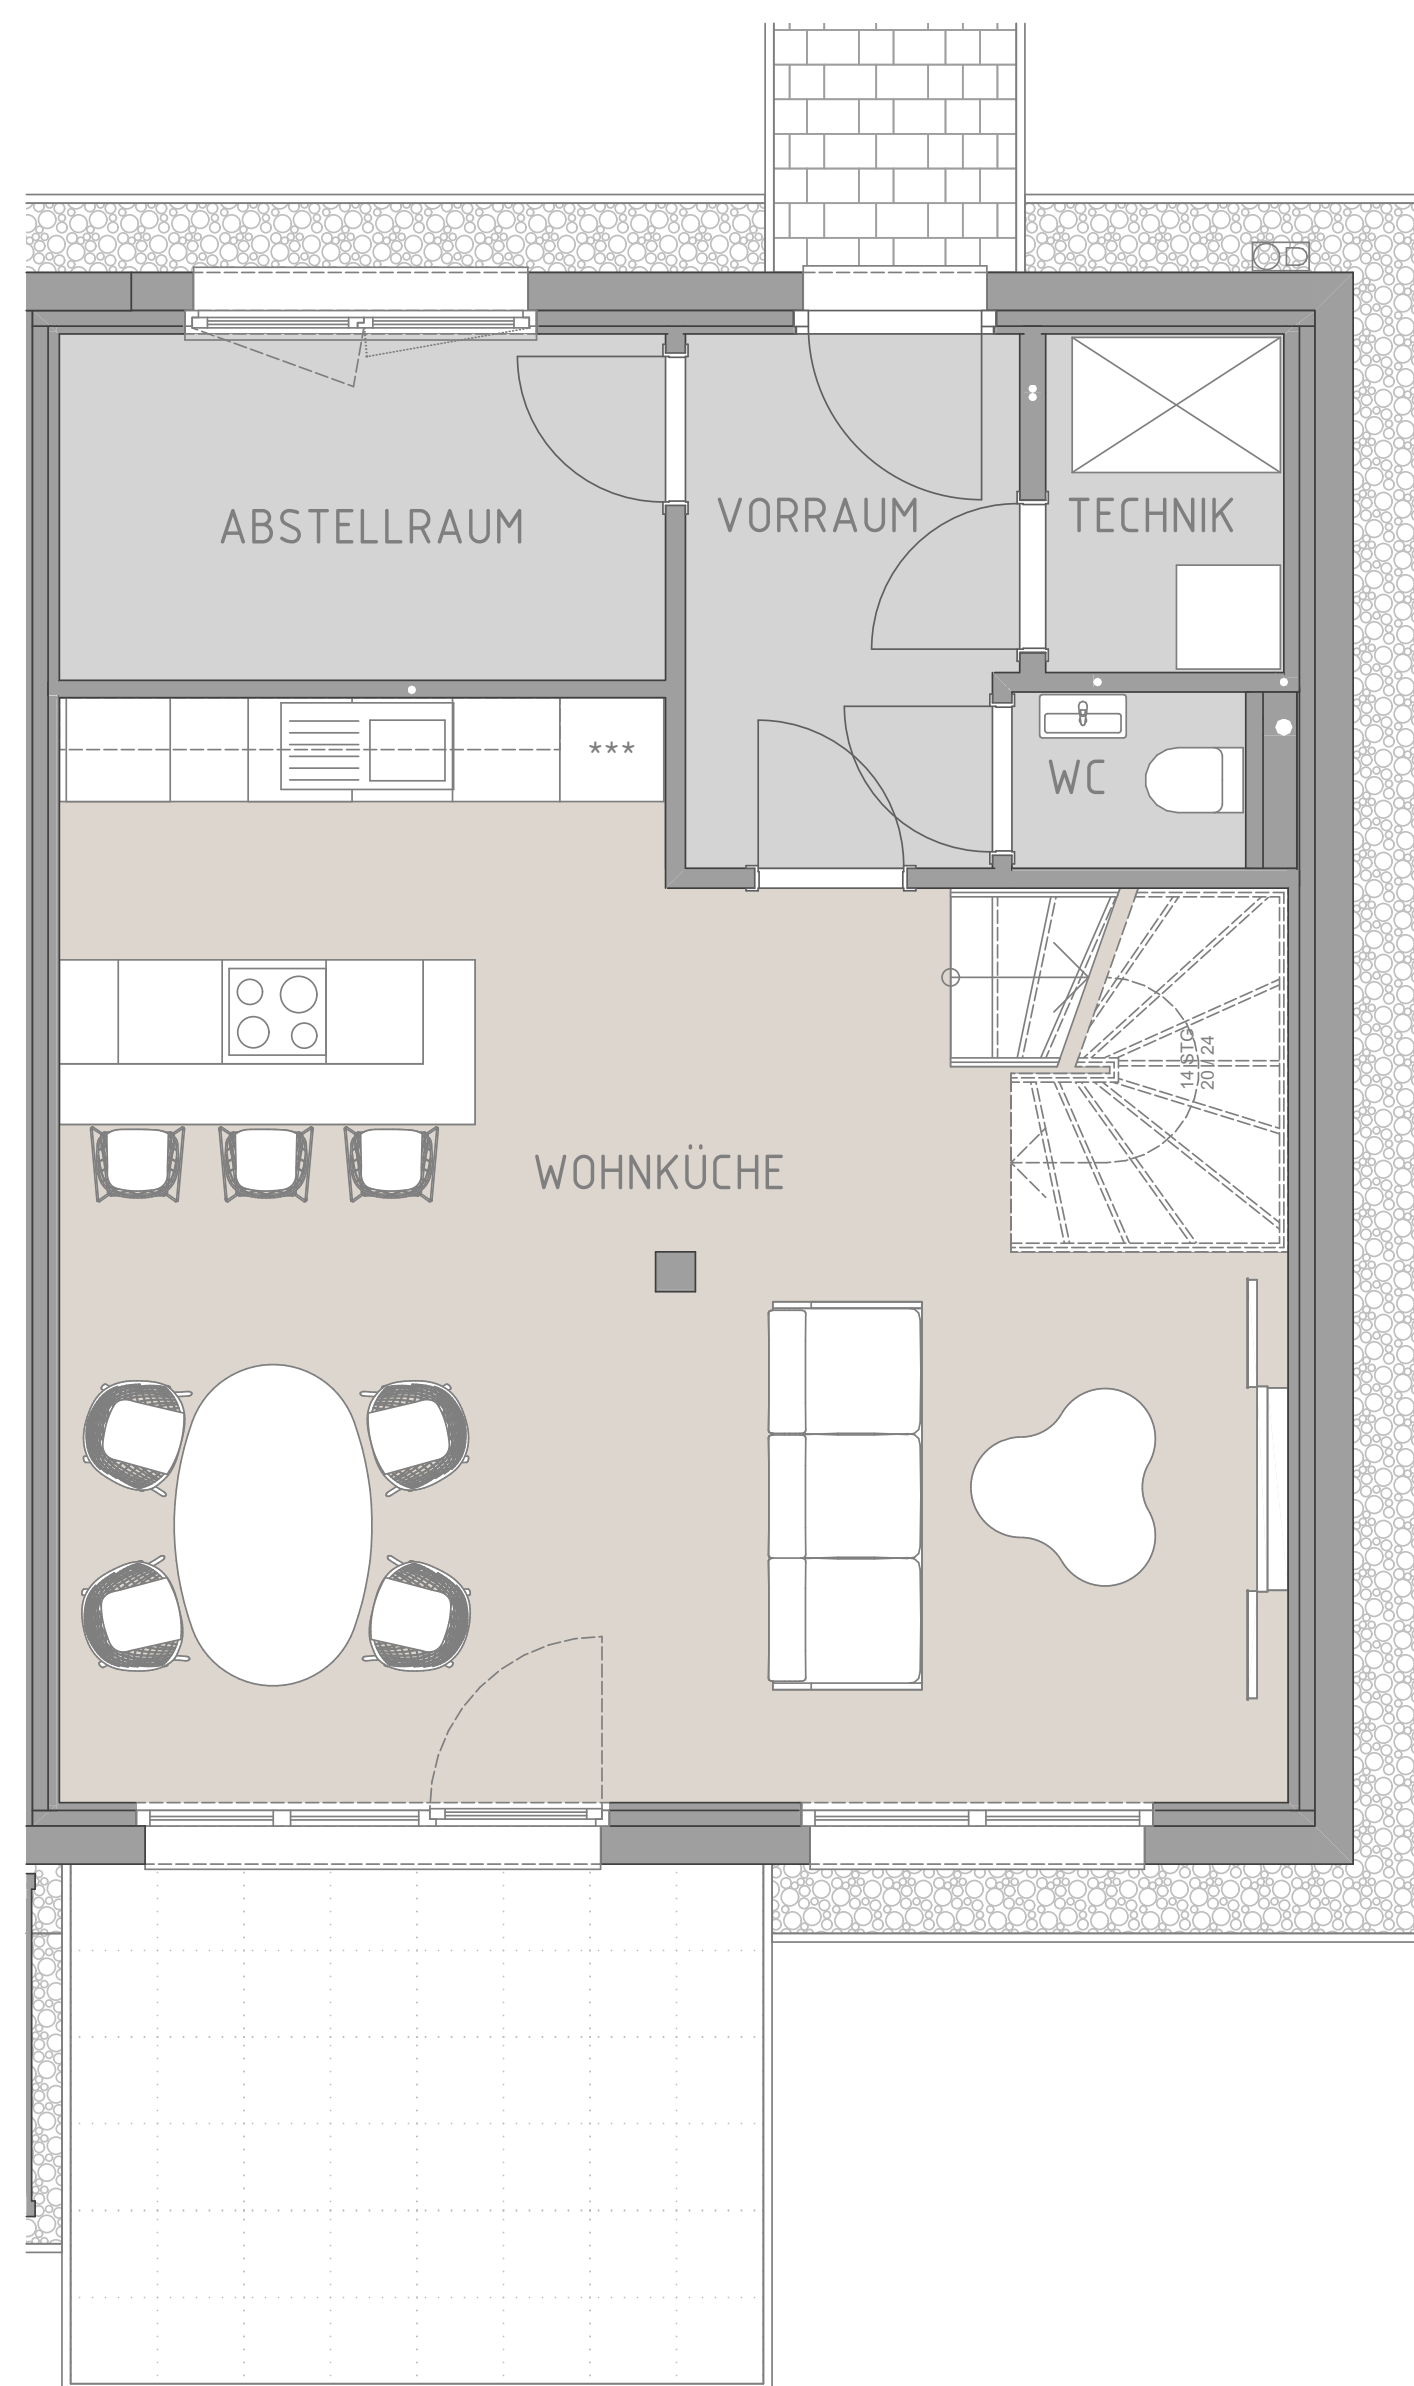 ABSTELLRAUM
VORRAUM
TECHNIK
***
WC
14 STG
20 / 24
WOHNKÜCHE